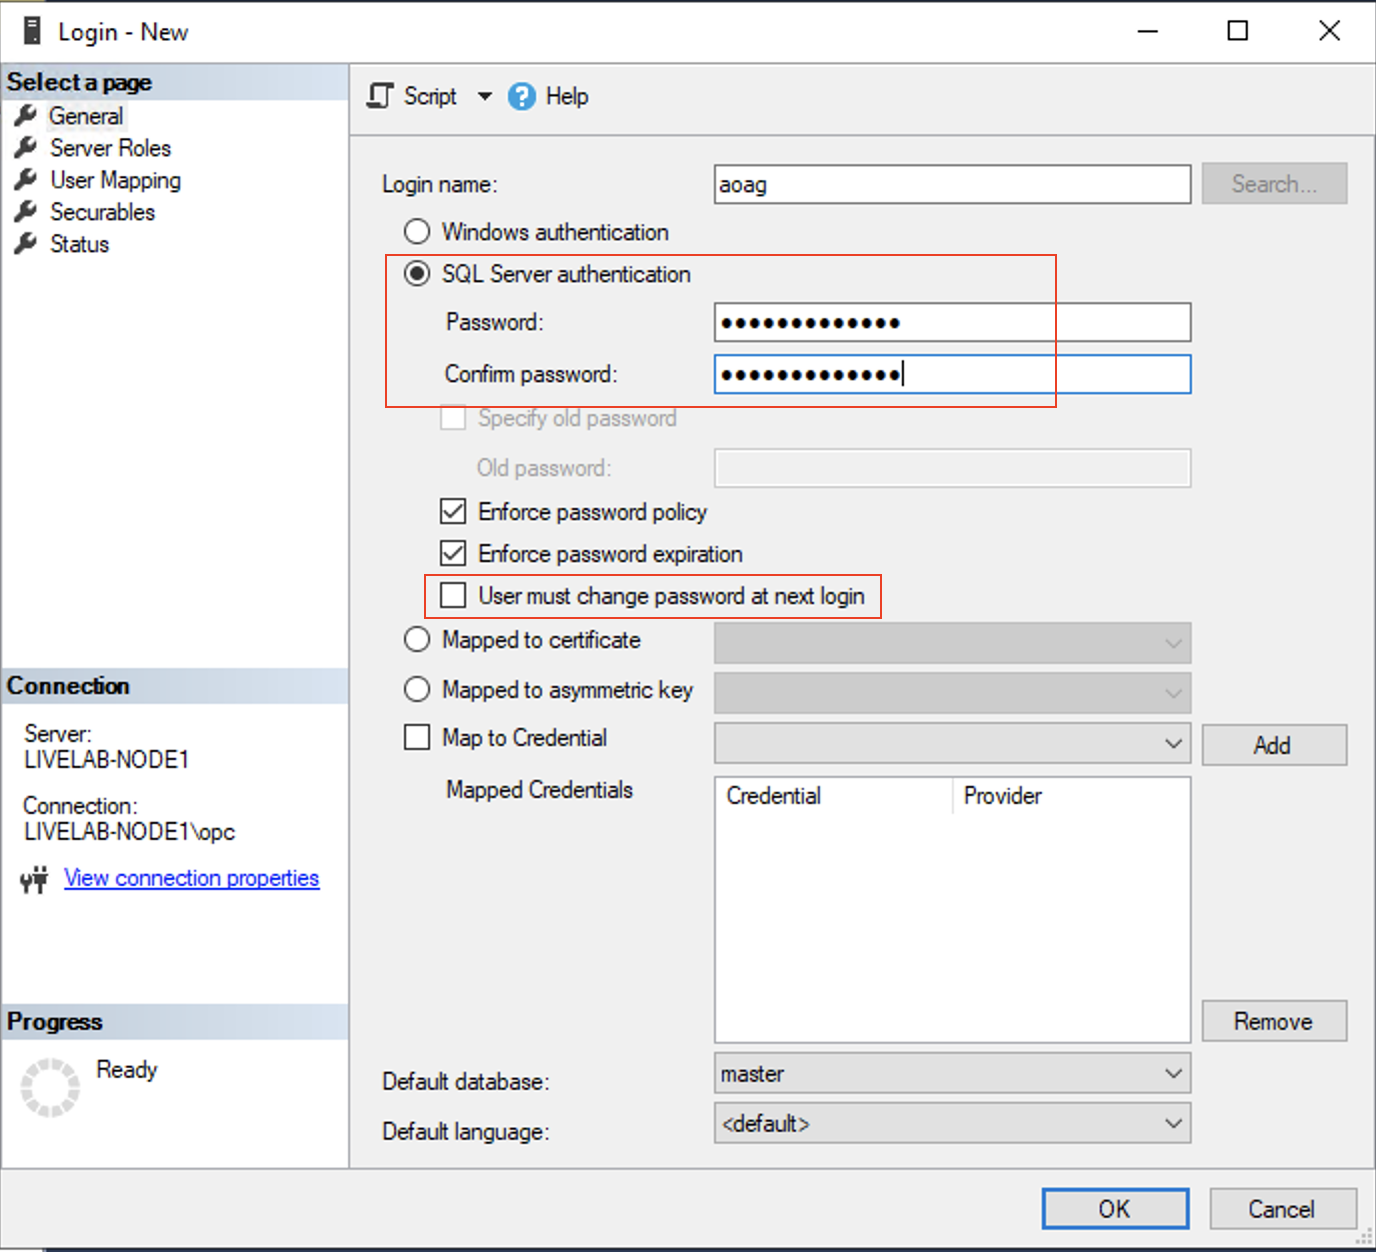 Login - New
Select a page
General
Server Roles
User Mapping
Securables
Status
Script
Help
Login name:
aoag
Search...
Windows authentication
SQL Server authentication
Password:
●●●●●●●●●●●●●
Confirm password:
●●●●●●●●●●●●●
Specify old password
Old password:
Enforce password policy
Enforce password expiration
User must change password at next login
Mapped to certificate
Mapped to asymmetric key
Map to Credential
Add
Mapped Credentials
Credential
Provider
Remove
Default database:
master
Default language:
<default>
Connection
Server:
LIVELAB-NODE1
Connection:
LIVELAB-NODE1\opc
View connection properties
Progress
Ready
OK
Cancel